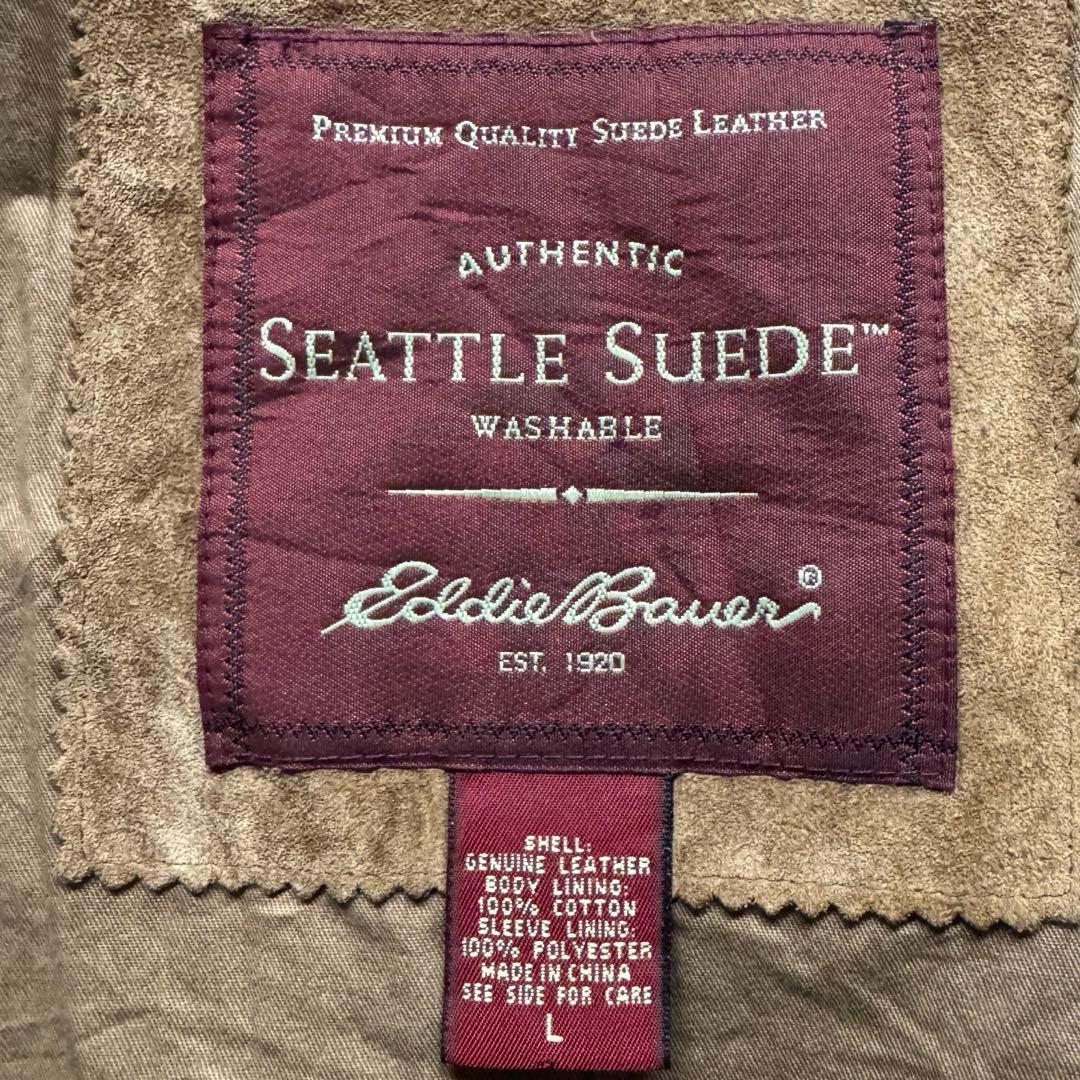 PREMIUM QUALITY SUEDE LEATHER
AUTHENTIC
SEATTLE SUEDE™
WASHABLE
Eddie Bauer®
EST. 1920
SHELL:
GENUINE LEATHER
BODY LINING:
100% COTTON
SLEEVE LINING:
100% POLYESTER
MADE IN CHINA
SEE SIDE FOR CARE
L